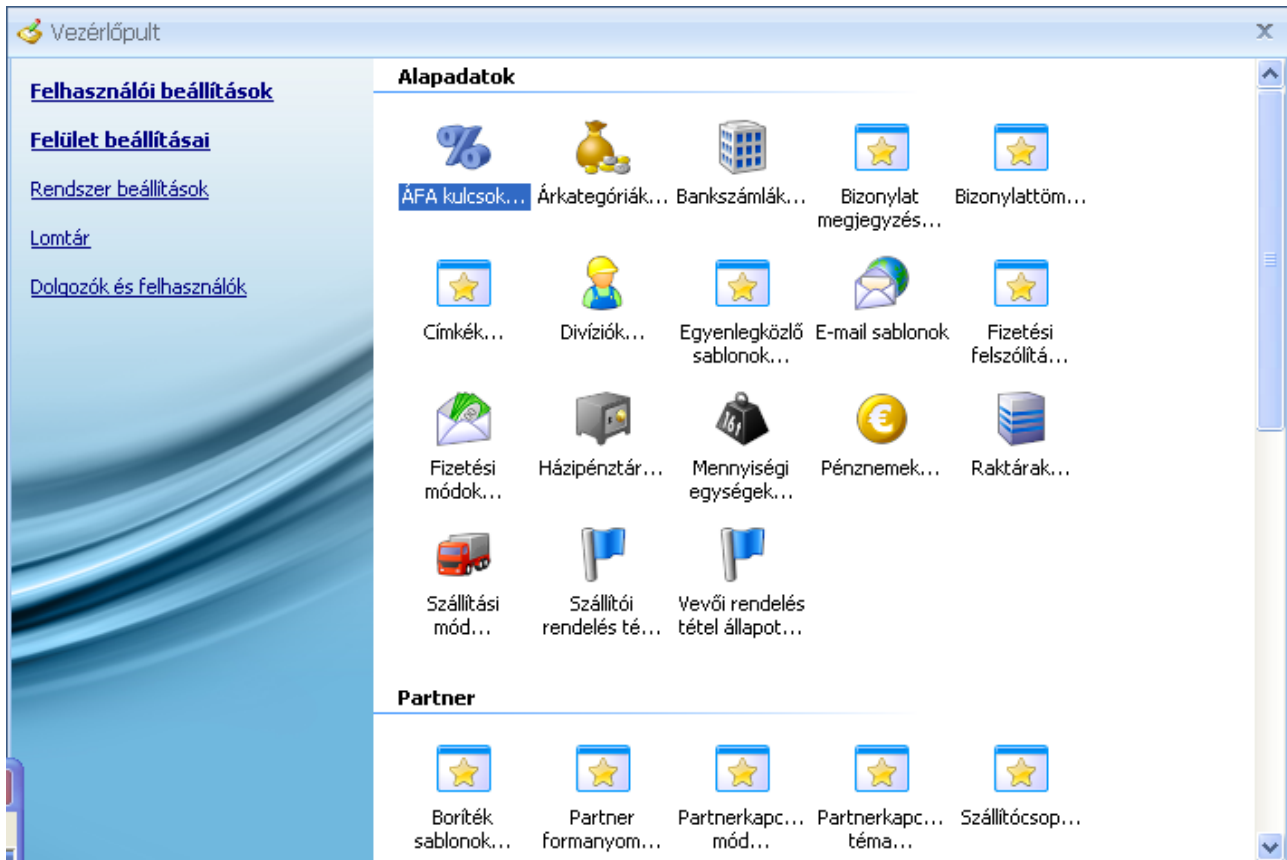 Vezérlőpult
Felhasználói beállítások
Felület beállításai
Rendszer beállítások
Lomtár
Dolgozók és felhasználók
Alapadatok
ÁFA kulcsok... Árkategóriák... Bankszámlák... Bizonylat megjegyzés... Bizonylattöm...
Címkék... Divíziók... Egyenlegközlő sablonok... E-mail sablonok Fizetési felszólítá...
16t
Fizetési módok... Házipénztár... Mennyiségi egységek... Pénznemek... Raktárak...
Szállítási mód... Szállítói rendelés té... Vevői rendelés tétel állapot...
Partner
Boríték sablonok... Partner formanyom... Partnerkapc... mód... Partnerkapc... téma... Szállítócsop...